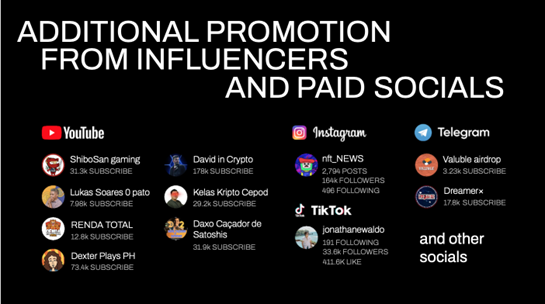 ADDITIONAL PROMOTION
FROM INFLUENCERS
AND PAID SOCIALS
YouTube
ShiboSan gaming
31.3k SUBSCRIBE
Lukas Soares 0 pato
7.98k SUBSCRIBE
RENDA TOTAL
12.8k SUBSCRIBE
Dexter Plays PH
73.4k SUBSCRIBE
David in Crypto
178k SUBSCRIBE
Kelas Kripto Cepod
29.2k SUBSCRIBE
Daxo Caçador de
Satoshis
31.9k SUBSCRIBE
Instagram
nft_NEWS
2,794 POSTS
164k FOLLOWERS
496 FOLLOWING
TikTok
jonathanewaldo
191 FOLLOWING
33.6k FOLLOWERS
411.6K LIKE
Telegram
Valuble airdrop
3.23k SUBSCRIBE
Dreamer×
17.8k SUBSCRIBE
and other
socials